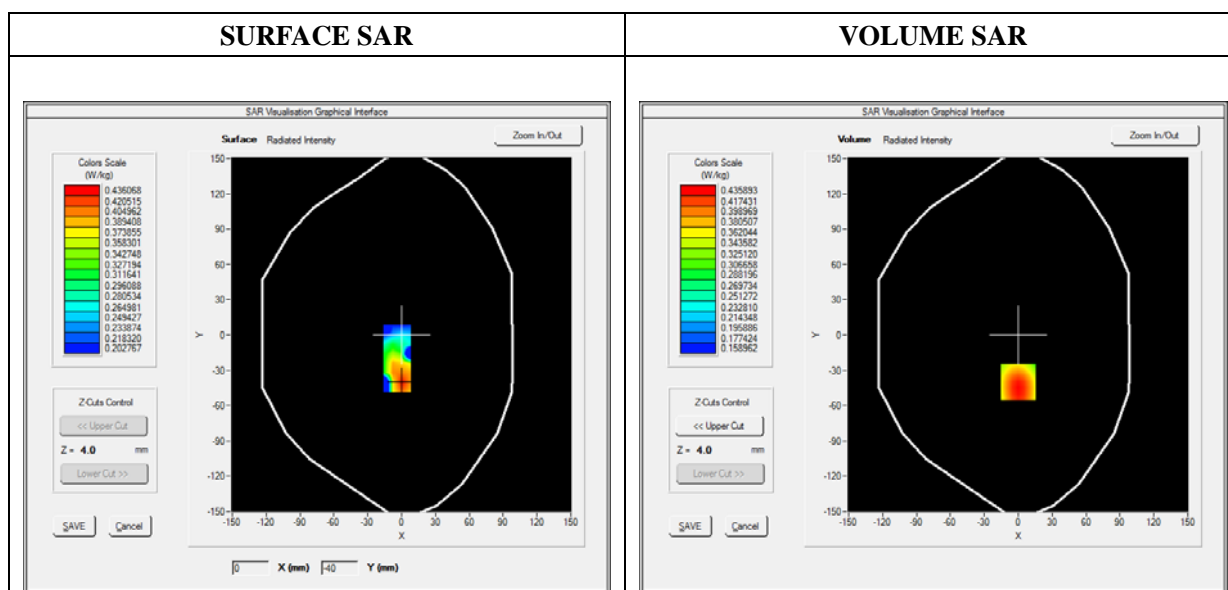 SURFACE SAR
VOLUME SAR
SAR Visualisation Graphical Interface
Surface Radiated Intensity
Zoom In/Out
Colors Scale
(W/kg)
0.436068
0.420515
0.404962
0.389408
0.373855
0.358301
0.342748
0.327194
0.311641
0.296088
0.280534
0.264981
0.249427
0.233874
0.218320
0.202767
Z-Cuts Control
<< Upper Cut
Z = 4.0 mm
Lower Cut >>
SAVE Cancel
150
120
90
60
30
0
-30
-60
-90
-120
-150
Y
-150 -120 -90 -60 -30 0 30 60 90 120 150
X
0 X (mm) -40 Y (mm)
SAR Visualisation Graphical Interface
Volume Radiated Intensity
Zoom In/Out
Colors Scale
(W/kg)
0.435893
0.417431
0.398969
0.380507
0.362044
0.343582
0.325120
0.306658
0.288196
0.269734
0.251272
0.232810
0.214348
0.195886
0.177424
0.158962
Z-Cuts Control
<< Upper Cut
Z = 4.0 mm
Lower Cut >>
SAVE Cancel
150
120
90
60
30
0
-30
-60
-90
-120
-150
Y
-150 -120 -90 -60 -30 0 30 60 90 120 150
X